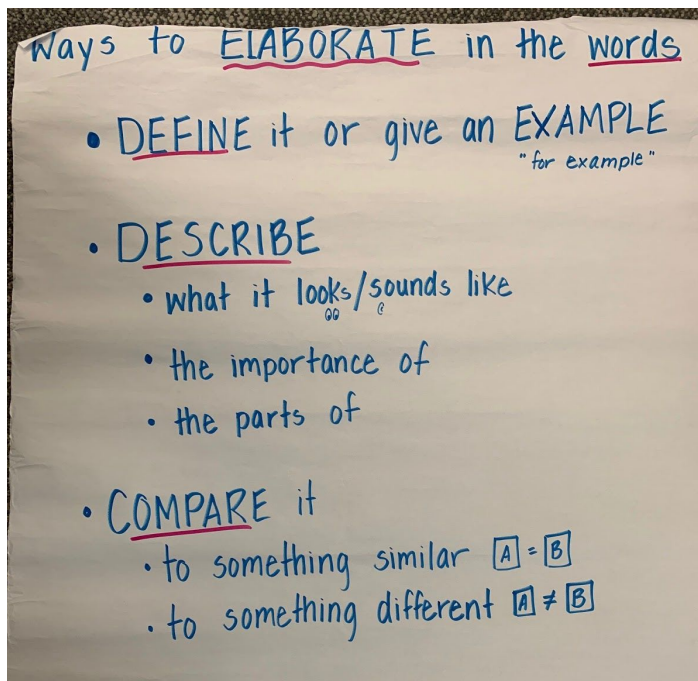 Ways to ELABORATE in the words
• DEFINE it or give an EXAMPLE
"for example"
• DESCRIBE
• what it looks/sounds like
• the importance of
• the parts of
• COMPARE it
• to something similar A = B
• to something different A ≠ B